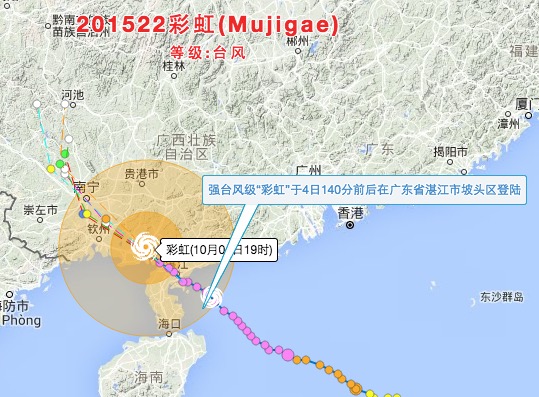 201522彩虹(Mujigae)
等级:台风
黔南布
苗族自治州
郴州
桂林
福建
河池
厦门
漳州
广西壮族
自治区
广东
揭阳市
贵港市
广州
南宁
强台风级“彩虹”于4日140分前后在广东省湛江市坡头区登陆
崇左市
香港
钦州
彩虹(10月0 日19时)
江
防市
东沙群岛
Phòng
海口
海南